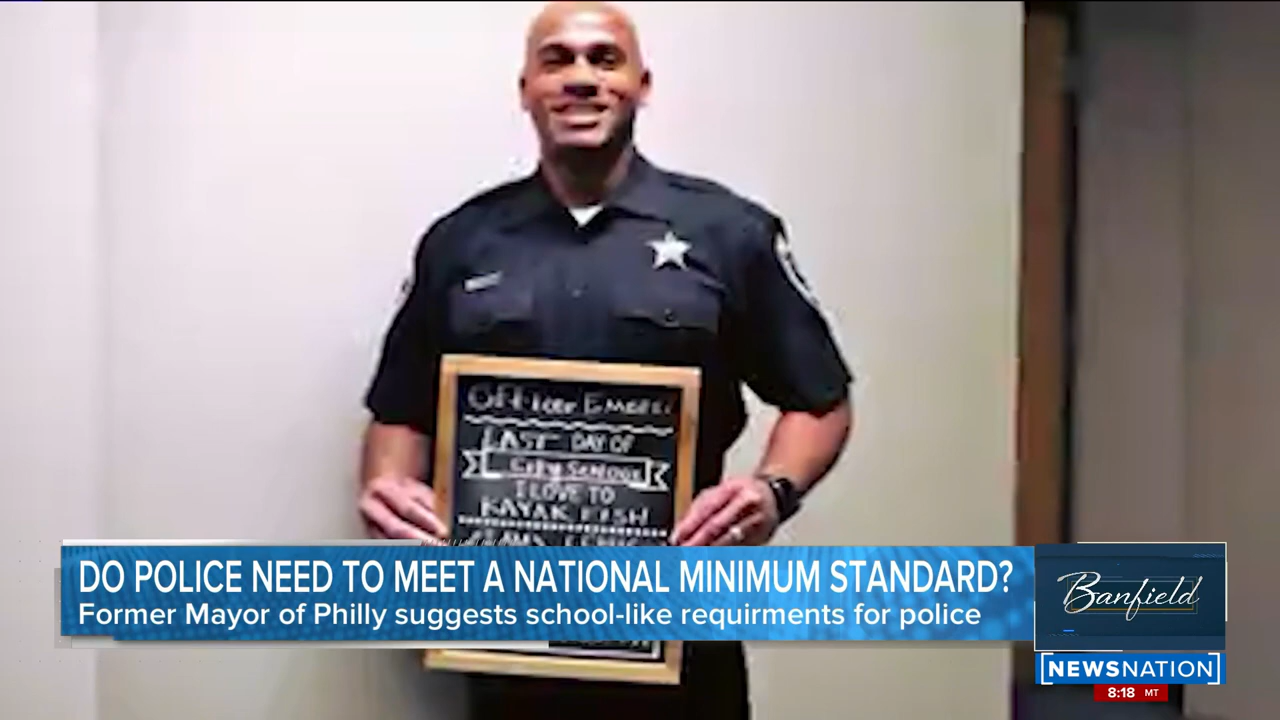 OFFicer
LAST DAY OF
I LOVE TO
KAYAK FISH
DO POLICE NEED TO MEET A NATIONAL MINIMUM STANDARD?
Former Mayor of Philly suggests school-like requirments for police
Banfield
NEWSNATION
8:18 MT